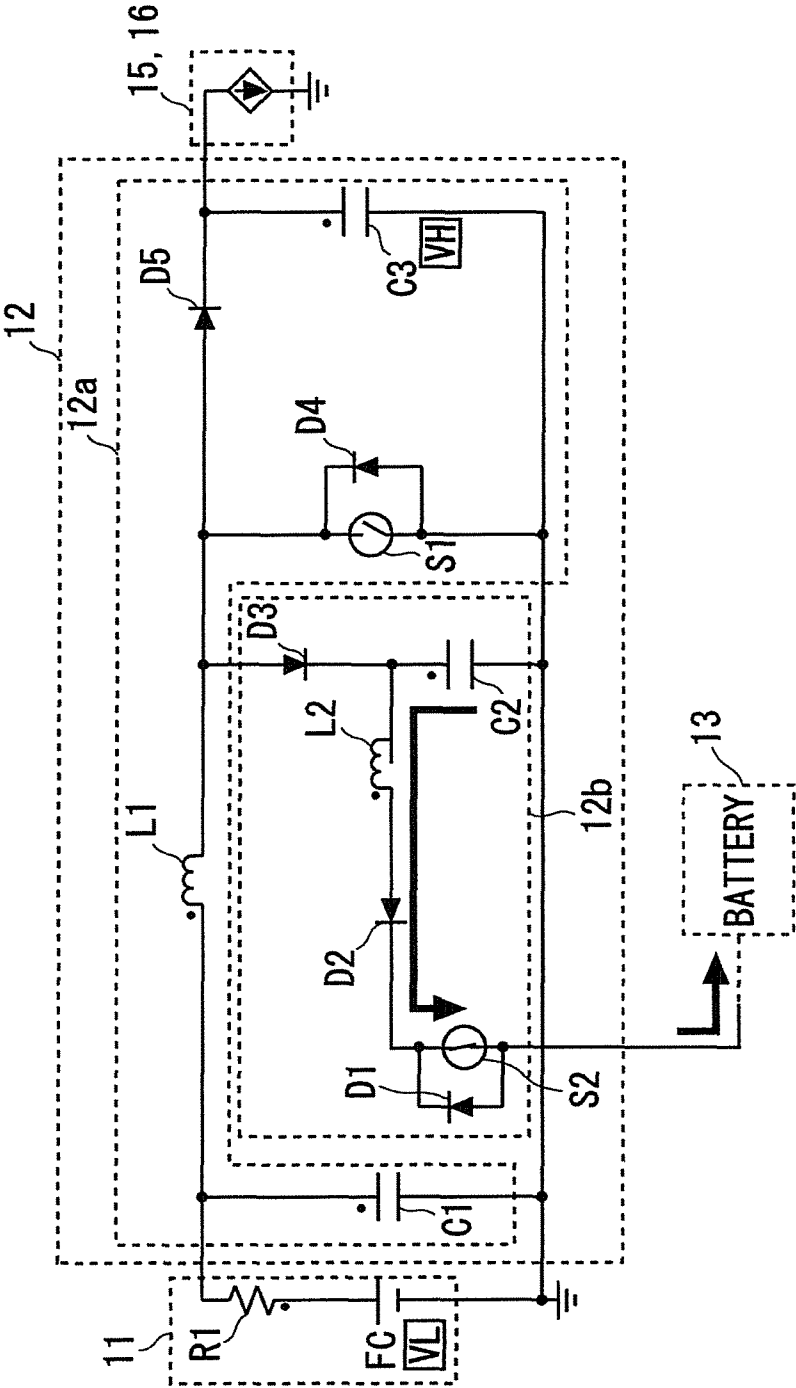 15, 16
12
12a
D5
C3
VH
D4
S1
D3
L2
C2
L1
D2
12b
13
BATTERY
D1
S2
C1
11
R1
FC
VL